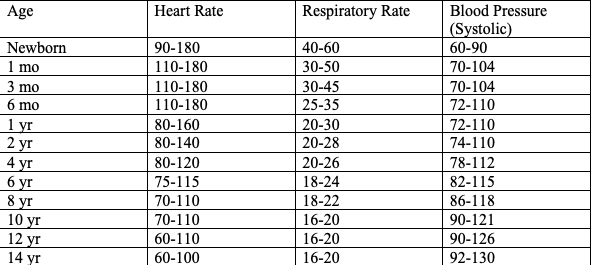 Age Heart Rate Respiratory Rate Blood Pressure
(Systolic)
Newborn 90-180 40-60 60-90
1 mo 110-180 30-50 70-104
3 mo 110-180 30-45 70-104
6 mo 110-180 25-35 72-110
1 yr 80-160 20-30 72-110
2 yr 80-140 20-28 74-110
4 yr 80-120 20-26 78-112
6 yr 75-115 18-24 82-115
8 yr 70-110 18-22 86-118
10 yr 70-110 16-20 90-121
12 yr 60-110 16-20 90-126
14 yr 60-100 16-20 92-130